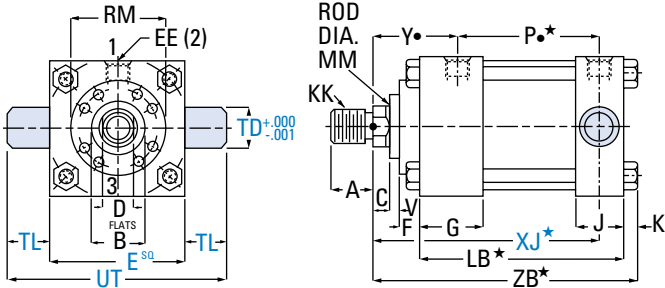 RM
1
EE (2)
TD+.000
-.001
3
D
FLATS
B
TL
E SQ
TL
UT
ROD
DIA.
MM
Y•
P•★
KK
A
C
V
F
G
J
K
XJ★
LB★
ZB★